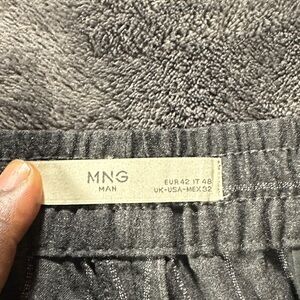 MNG
MAN
EUR 42 IT 48
UK-USA-MEX 32